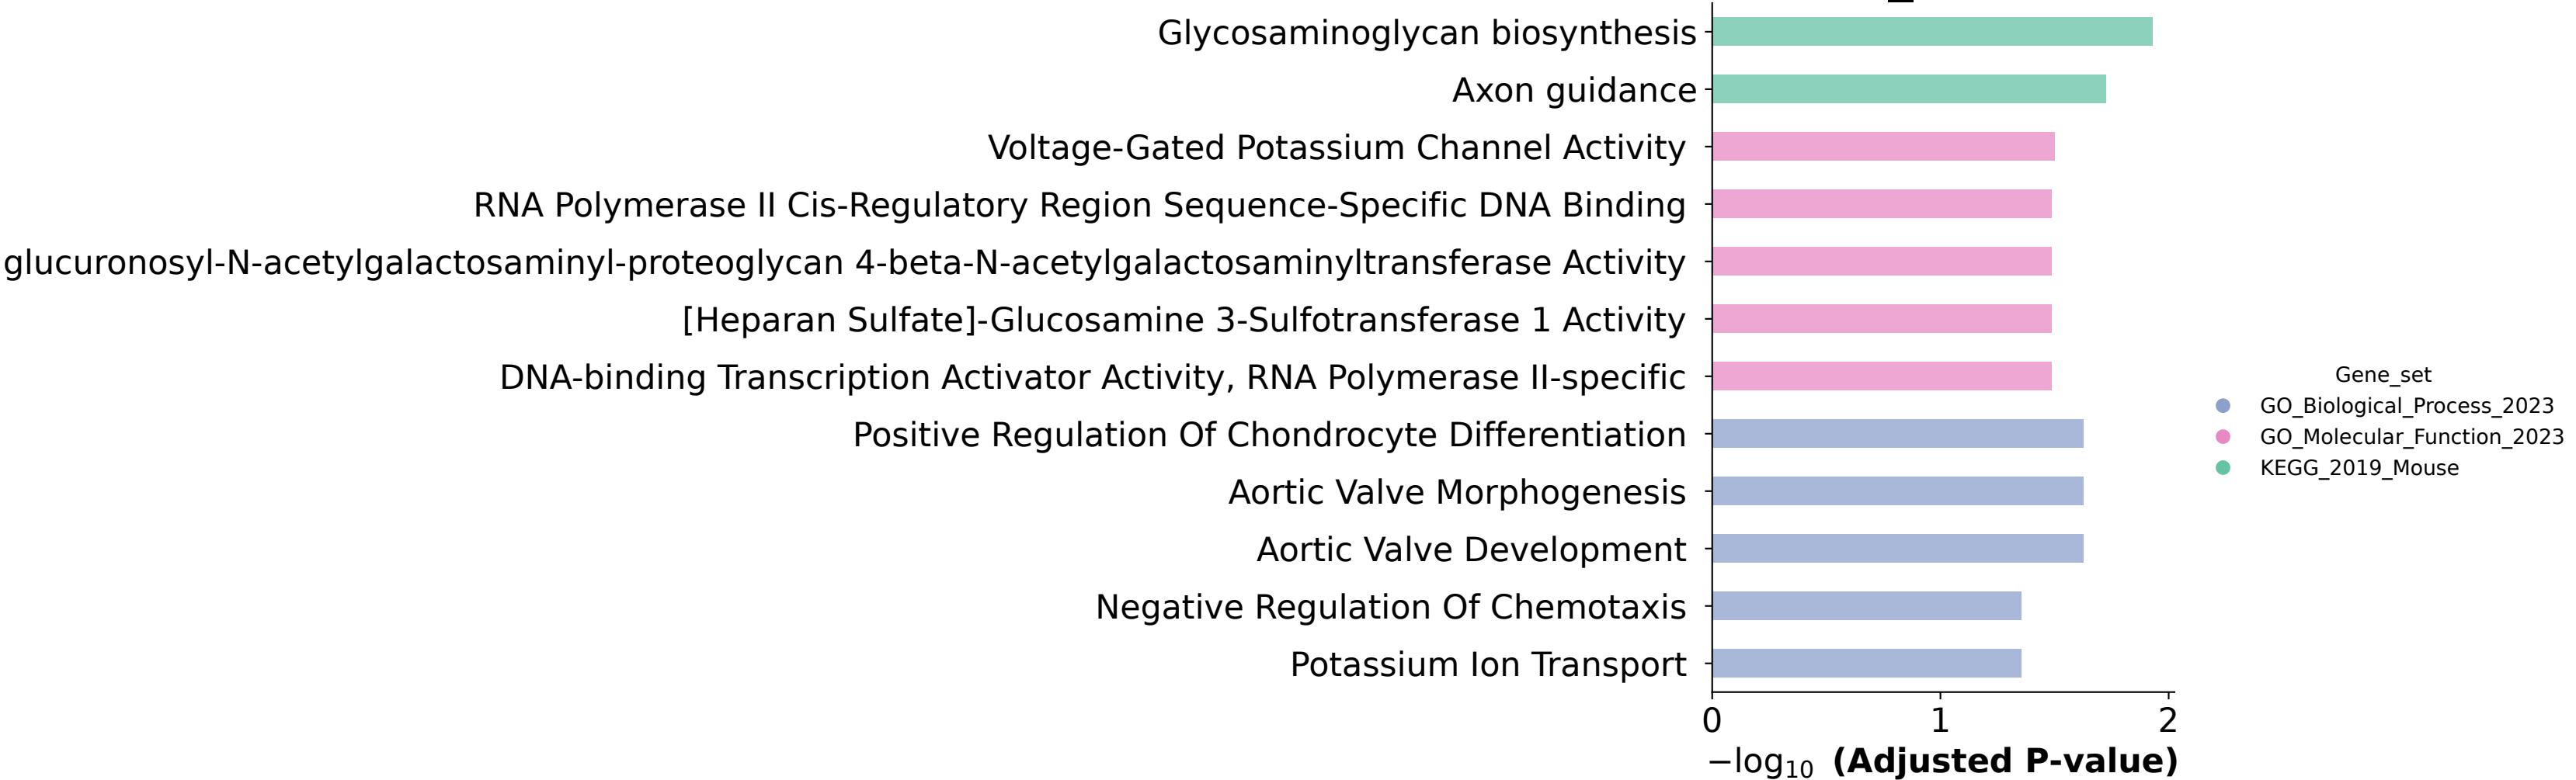 Glycosaminoglycan biosynthesis
Axon guidance
Voltage-Gated Potassium Channel Activity
RNA Polymerase II Cis-Regulatory Region Sequence-Specific DNA Binding
glucuronosyl-N-acetylgalactosaminyl-proteoglycan 4-beta-N-acetylgalactosaminyltransferase Activity
[Heparan Sulfate]-Glucosamine 3-Sulfotransferase 1 Activity
DNA-binding Transcription Activator Activity, RNA Polymerase II-specific
Positive Regulation Of Chondrocyte Differentiation
Aortic Valve Morphogenesis
Aortic Valve Development
Negative Regulation Of Chemotaxis
Potassium Ion Transport
0 1 2
−log₁₀ (Adjusted P-value)
Gene_set
GO_Biological_Process_2023
GO_Molecular_Function_2023
KEGG_2019_Mouse